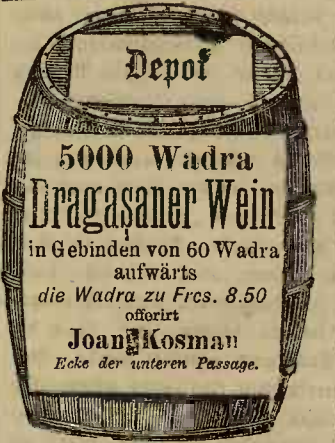 Depot
5000 Wadra
Dragașaner Wein
in Gebinden von 60 Wadra
aufwärts
die Wadra zu Frcs. 8.50
offerirt
Joan Kosman
Ecke der unteren Passage.